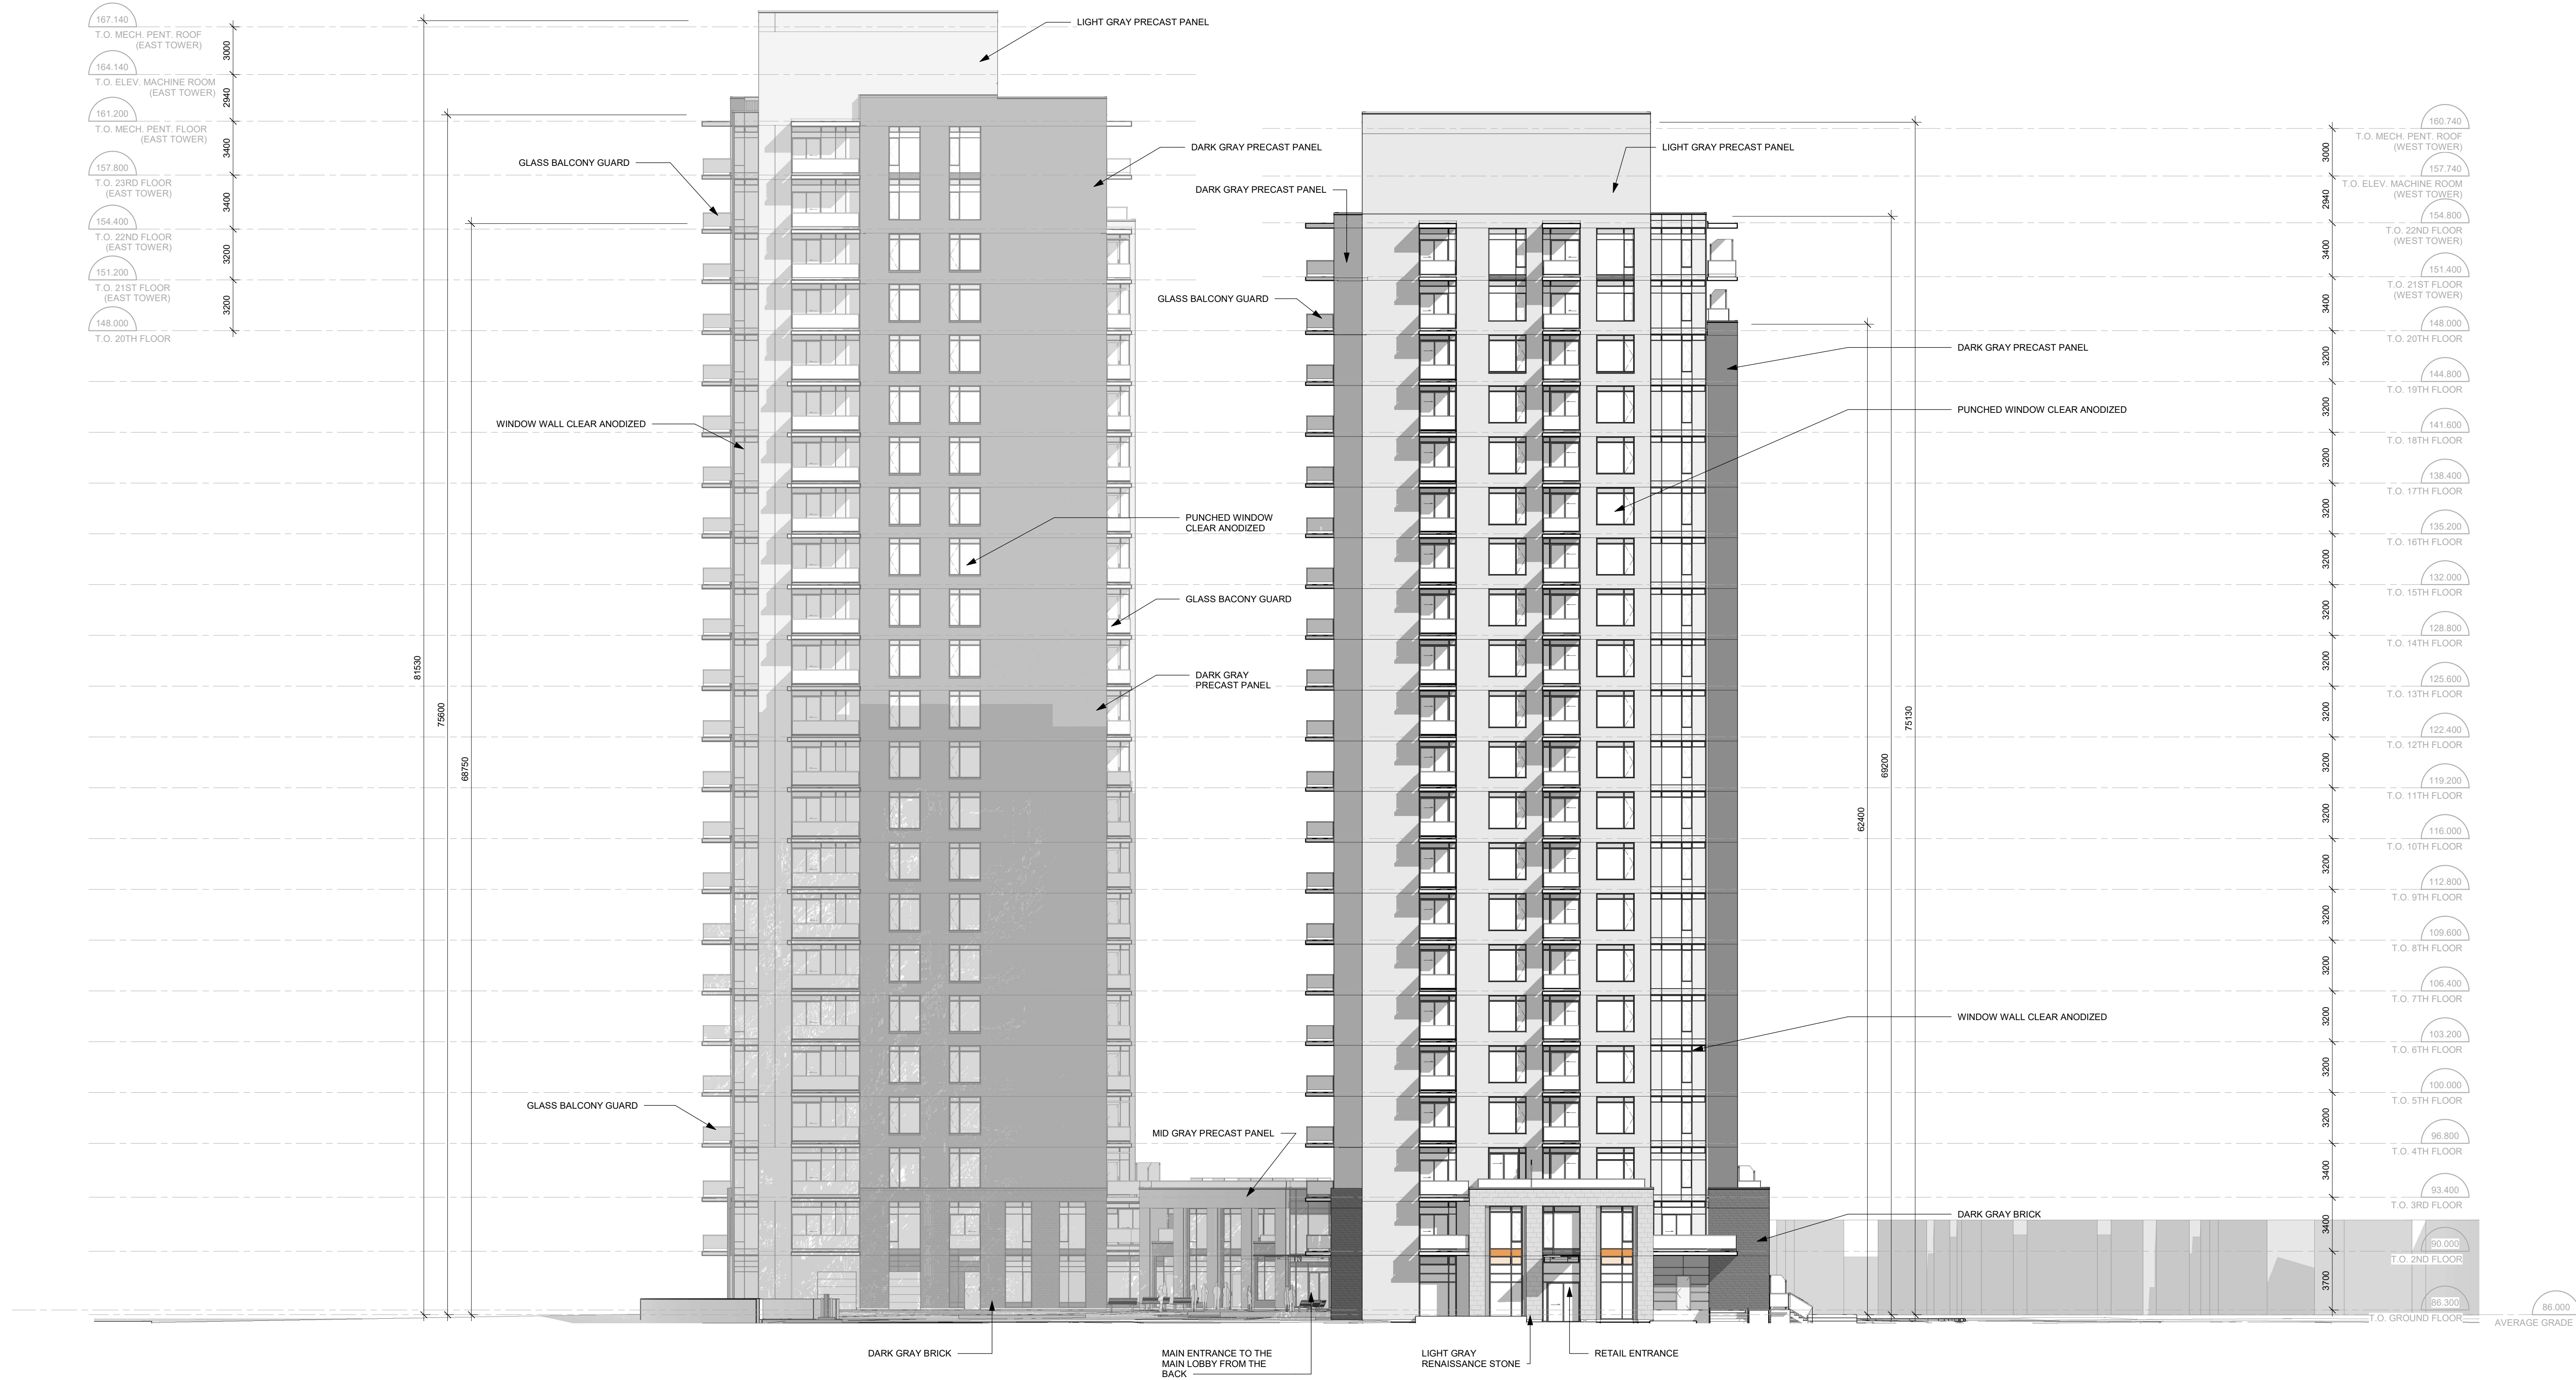 167.140
T.O. MECH. PENT. ROOF
(EAST TOWER)
3000
164.140
T.O. ELEV. MACHINE ROOM
(EAST TOWER)
2940
161.200
T.O. MECH. PENT. FLOOR
(EAST TOWER)
3400
157.800
T.O. 23RD FLOOR
(EAST TOWER)
3400
154.400
T.O. 22ND FLOOR
(EAST TOWER)
3200
151.200
T.O. 21ST FLOOR
(EAST TOWER)
3200
148.000
T.O. 20TH FLOOR
81530
75600
68750
LIGHT GRAY PRECAST PANEL
GLASS BALCONY GUARD
DARK GRAY PRECAST PANEL
WINDOW WALL CLEAR ANODIZED
PUNCHED WINDOW
CLEAR ANODIZED
GLASS BACONY GUARD
DARK GRAY
PRECAST PANEL
GLASS BALCONY GUARD
MID GRAY PRECAST PANEL
DARK GRAY BRICK
MAIN ENTRANCE TO THE
MAIN LOBBY FROM THE
BACK
LIGHT GRAY PRECAST PANEL
DARK GRAY PRECAST PANEL
GLASS BALCONY GUARD
DARK GRAY PRECAST PANEL
PUNCHED WINDOW CLEAR ANODIZED
WINDOW WALL CLEAR ANODIZED
DARK GRAY BRICK
LIGHT GRAY
RENAISSANCE STONE
RETAIL ENTRANCE
62400
69200
75130
160.740
T.O. MECH. PENT. ROOF
(WEST TOWER)
3000
157.740
T.O. ELEV. MACHINE ROOM
(WEST TOWER)
2940
154.800
T.O. 22ND FLOOR
(WEST TOWER)
3400
151.400
T.O. 21ST FLOOR
(WEST TOWER)
3400
148.000
T.O. 20TH FLOOR
3200
144.800
T.O. 19TH FLOOR
3200
141.600
T.O. 18TH FLOOR
3200
138.400
T.O. 17TH FLOOR
3200
135.200
T.O. 16TH FLOOR
3200
132.000
T.O. 15TH FLOOR
3200
128.800
T.O. 14TH FLOOR
3200
125.600
T.O. 13TH FLOOR
3200
122.400
T.O. 12TH FLOOR
3200
119.200
T.O. 11TH FLOOR
3200
116.000
T.O. 10TH FLOOR
3200
112.800
T.O. 9TH FLOOR
3200
109.600
T.O. 8TH FLOOR
3200
106.400
T.O. 7TH FLOOR
3200
103.200
T.O. 6TH FLOOR
3200
100.000
T.O. 5TH FLOOR
3200
96.800
T.O. 4TH FLOOR
3400
93.400
T.O. 3RD FLOOR
3400
90.000
T.O. 2ND FLOOR
3700
86.300
T.O. GROUND FLOOR
86.000
AVERAGE GRADE